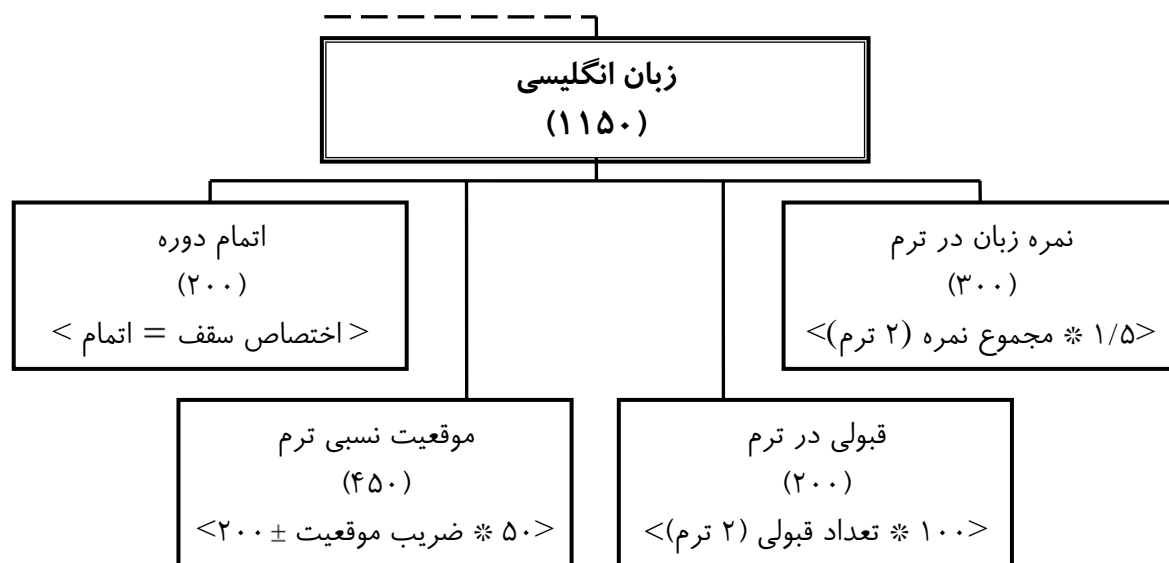 زبان انگلیسی
(۱۱۵۰)
نمره زبان در ترم
(۳۰۰)
<۱/۵ * مجموع نمره (۲ ترم)>
اتمام دوره
(۲۰۰)
< اختصاص سقف = اتمام >
قبولی در ترم
(۲۰۰)
<۱۰۰ * تعداد قبولی (۲ ترم)>
موقعیت نسبی ترم
(۴۵۰)
<۵۰ * ضریب موقعیت ± ۲۰۰>